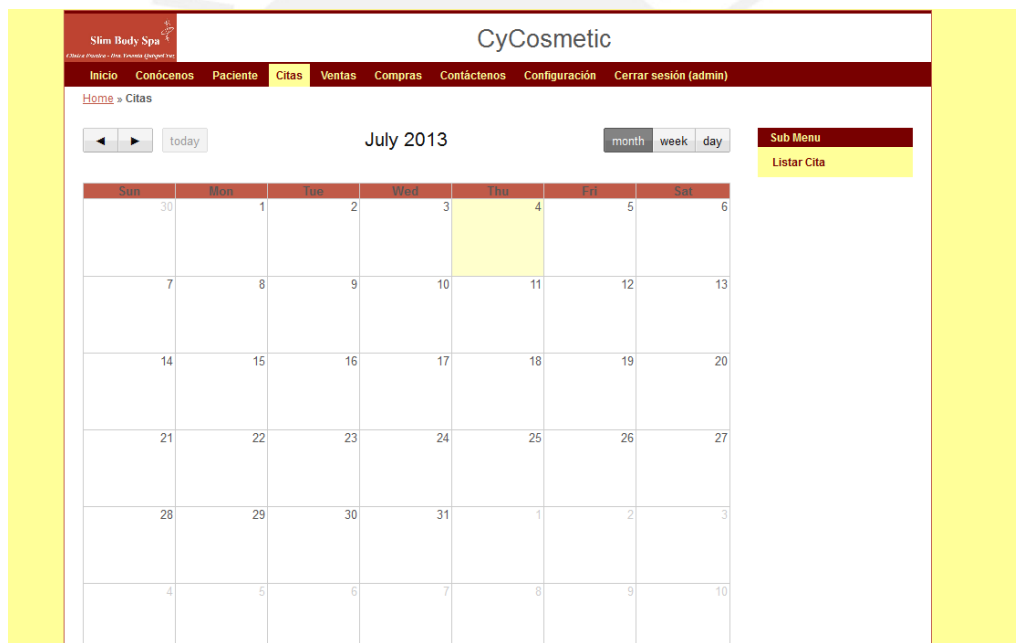 Slim Body Spa
CyCosmetic
Inicio Conócenos Paciente Citas Ventas Compras Contáctenos Configuración Cerrar sesión (admin)
Home » Citas
◄ ► today July 2013 month week day
Sub Menu
Listar Cita
Sun Mon Tue Wed Thu Fri Sat
30 1 2 3 4 5 6
7 8 9 10 11 12 13
14 15 16 17 18 19 20
21 22 23 24 25 26 27
28 29 30 31 1 2 3
4 5 6 7 8 9 10